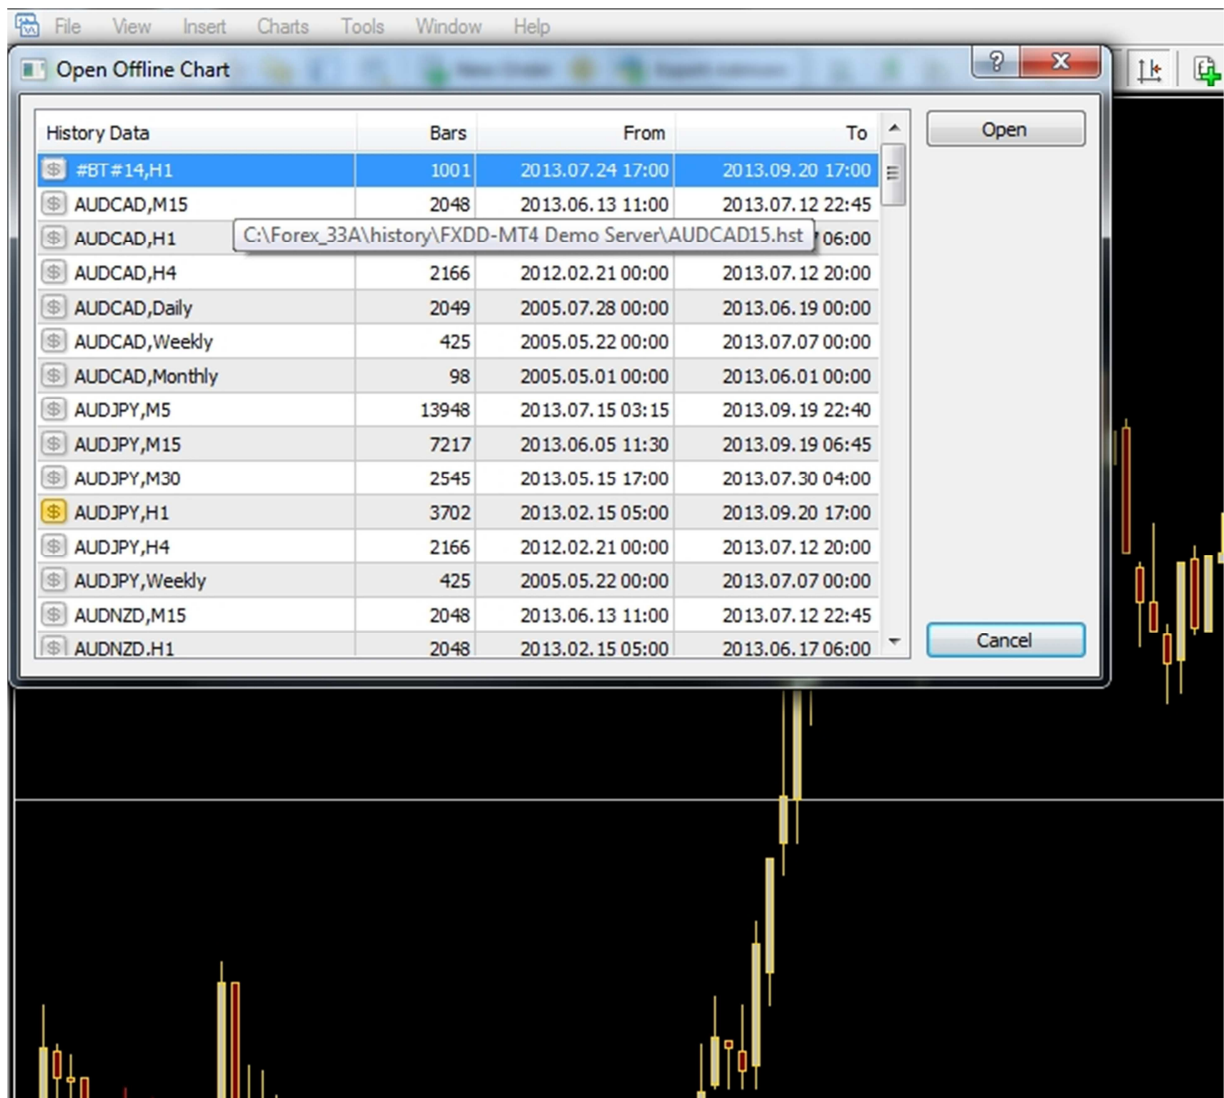 File View Insert Charts Tools Window Help
Open Offline Chart
History Data Bars From To
Open
#BT#14,H1 1001 2013.07.24 17:00 2013.09.20 17:00
AUDCAD,M15 2048 2013.06.13 11:00 2013.07.12 22:45
AUDCAD,H1 06:00
C:\Forex_33A\history\FXDD-MT4 Demo Server\AUDCAD15.hst
AUDCAD,H4 2166 2012.02.21 00:00 2013.07.12 20:00
AUDCAD,Daily 2049 2005.07.28 00:00 2013.06.19 00:00
AUDCAD,Weekly 425 2005.05.22 00:00 2013.07.07 00:00
AUDCAD,Monthly 98 2005.05.01 00:00 2013.06.01 00:00
AUDJPY,M5 13948 2013.07.15 03:15 2013.09.19 22:40
AUDJPY,M15 7217 2013.06.05 11:30 2013.09.19 06:45
AUDJPY,M30 2545 2013.05.15 17:00 2013.07.30 04:00
AUDJPY,H1 3702 2013.02.15 05:00 2013.09.20 17:00
AUDJPY,H4 2166 2012.02.21 00:00 2013.07.12 20:00
AUDJPY,Weekly 425 2005.05.22 00:00 2013.07.07 00:00
AUDNZD,M15 2048 2013.06.13 11:00 2013.07.12 22:45
AUDNZD,H1 2048 2013.02.15 05:00 2013.06.17 06:00
Cancel